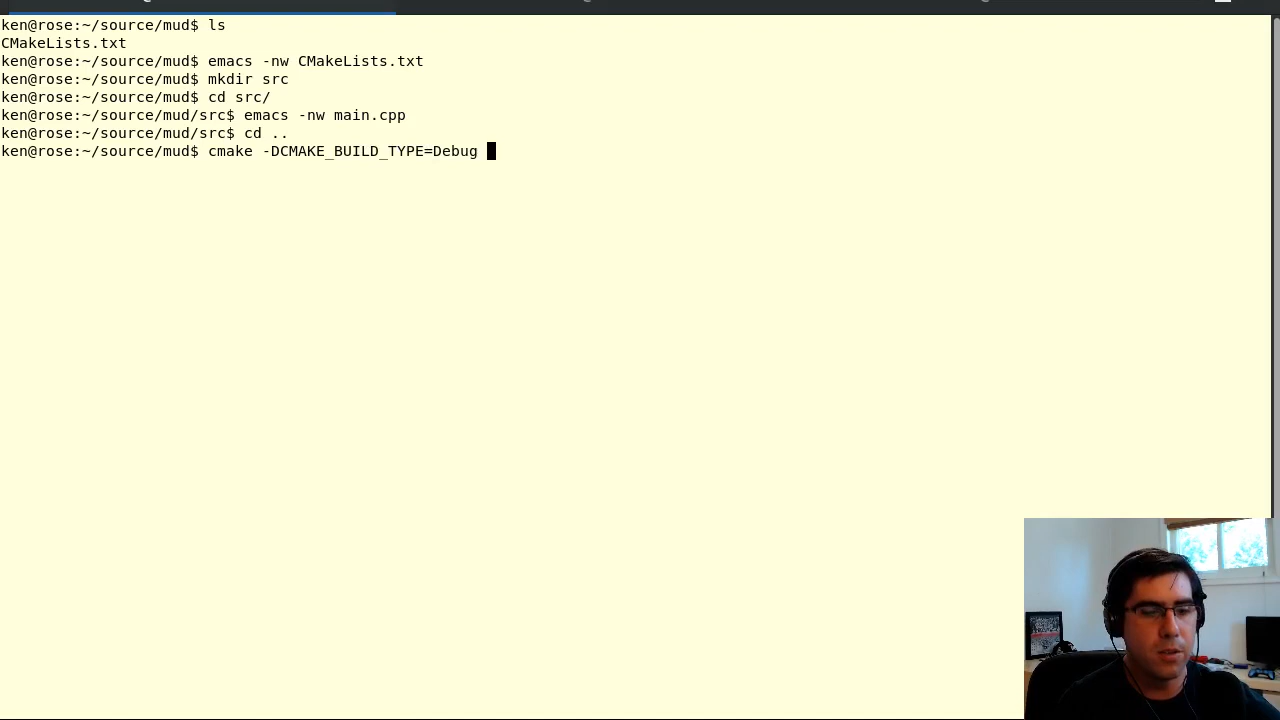 ken@rose:~/source/mud$ ls
CMakeLists.txt
ken@rose:~/source/mud$ emacs -nw CMakeLists.txt
ken@rose:~/source/mud$ mkdir src
ken@rose:~/source/mud$ cd src/
ken@rose:~/source/mud/src$ emacs -nw main.cpp
ken@rose:~/source/mud/src$ cd ..
ken@rose:~/source/mud$ cmake -DCMAKE_BUILD_TYPE=Debug